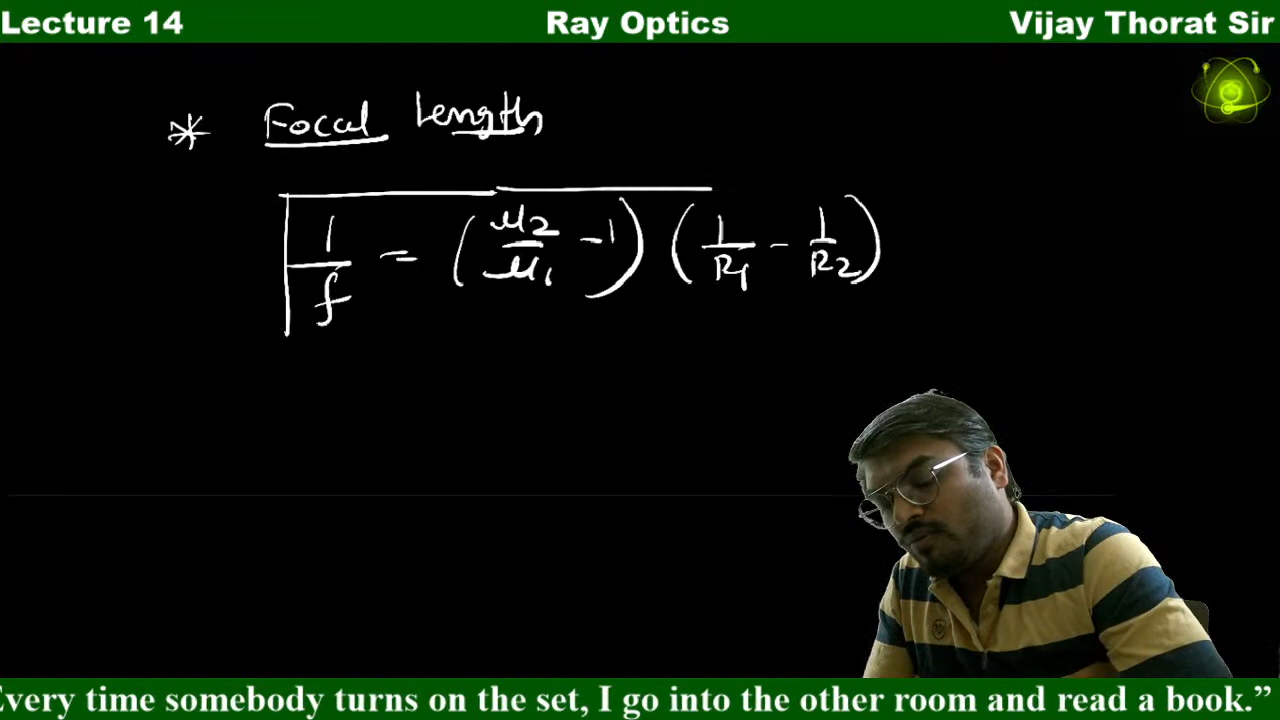 Lecture 14 Ray Optics Vijay Thorat Sir
* Focal Length
1/f = (μ2/μ1 - 1) (1/R1 - 1/R2)
Every time somebody turns on the set, I go into the other room and read a book.”